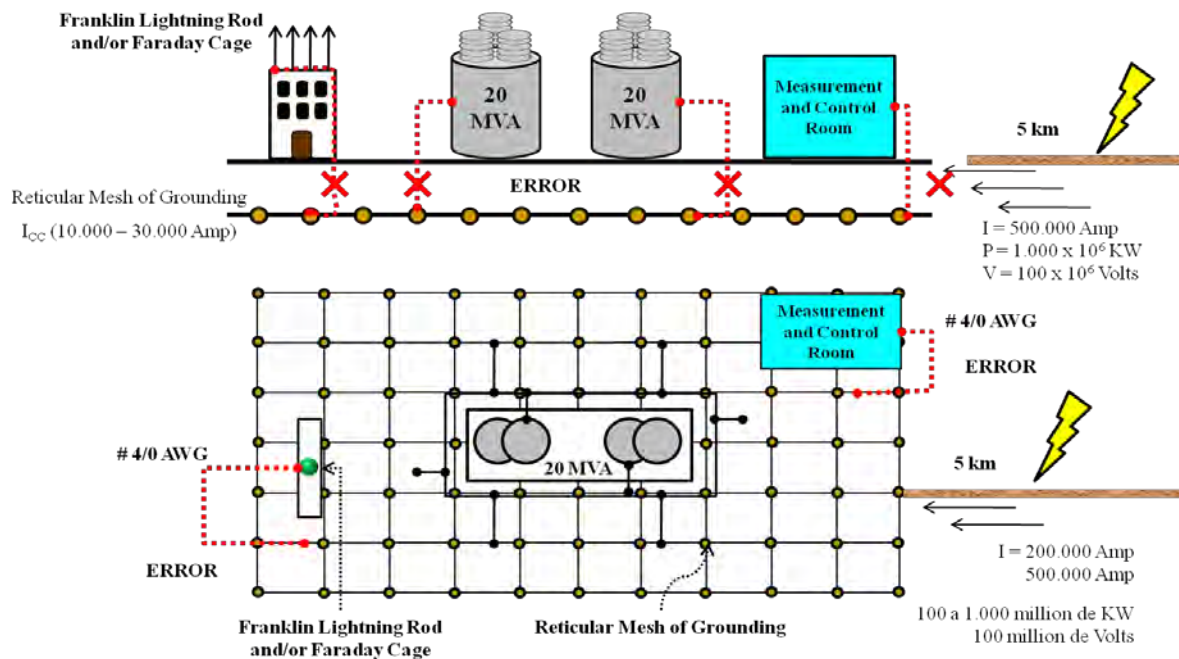 Franklin Lightning Rod
and/or Faraday Cage
20
MVA
20
MVA
Measurement
and Control
Room
5 km
ERROR
Reticular Mesh of Grounding
I_CC (10.000 – 30.000 Amp)
I = 500.000 Amp
P = 1.000 x 10⁶ KW
V = 100 x 10⁶ Volts
Measurement
and Control
Room
# 4/0 AWG
ERROR
# 4/0 AWG
20 MVA
5 km
ERROR
I = 200.000 Amp
500.000 Amp
100 a 1.000 million de KW
100 million de Volts
Franklin Lightning Rod
and/or Faraday Cage
Reticular Mesh of Grounding